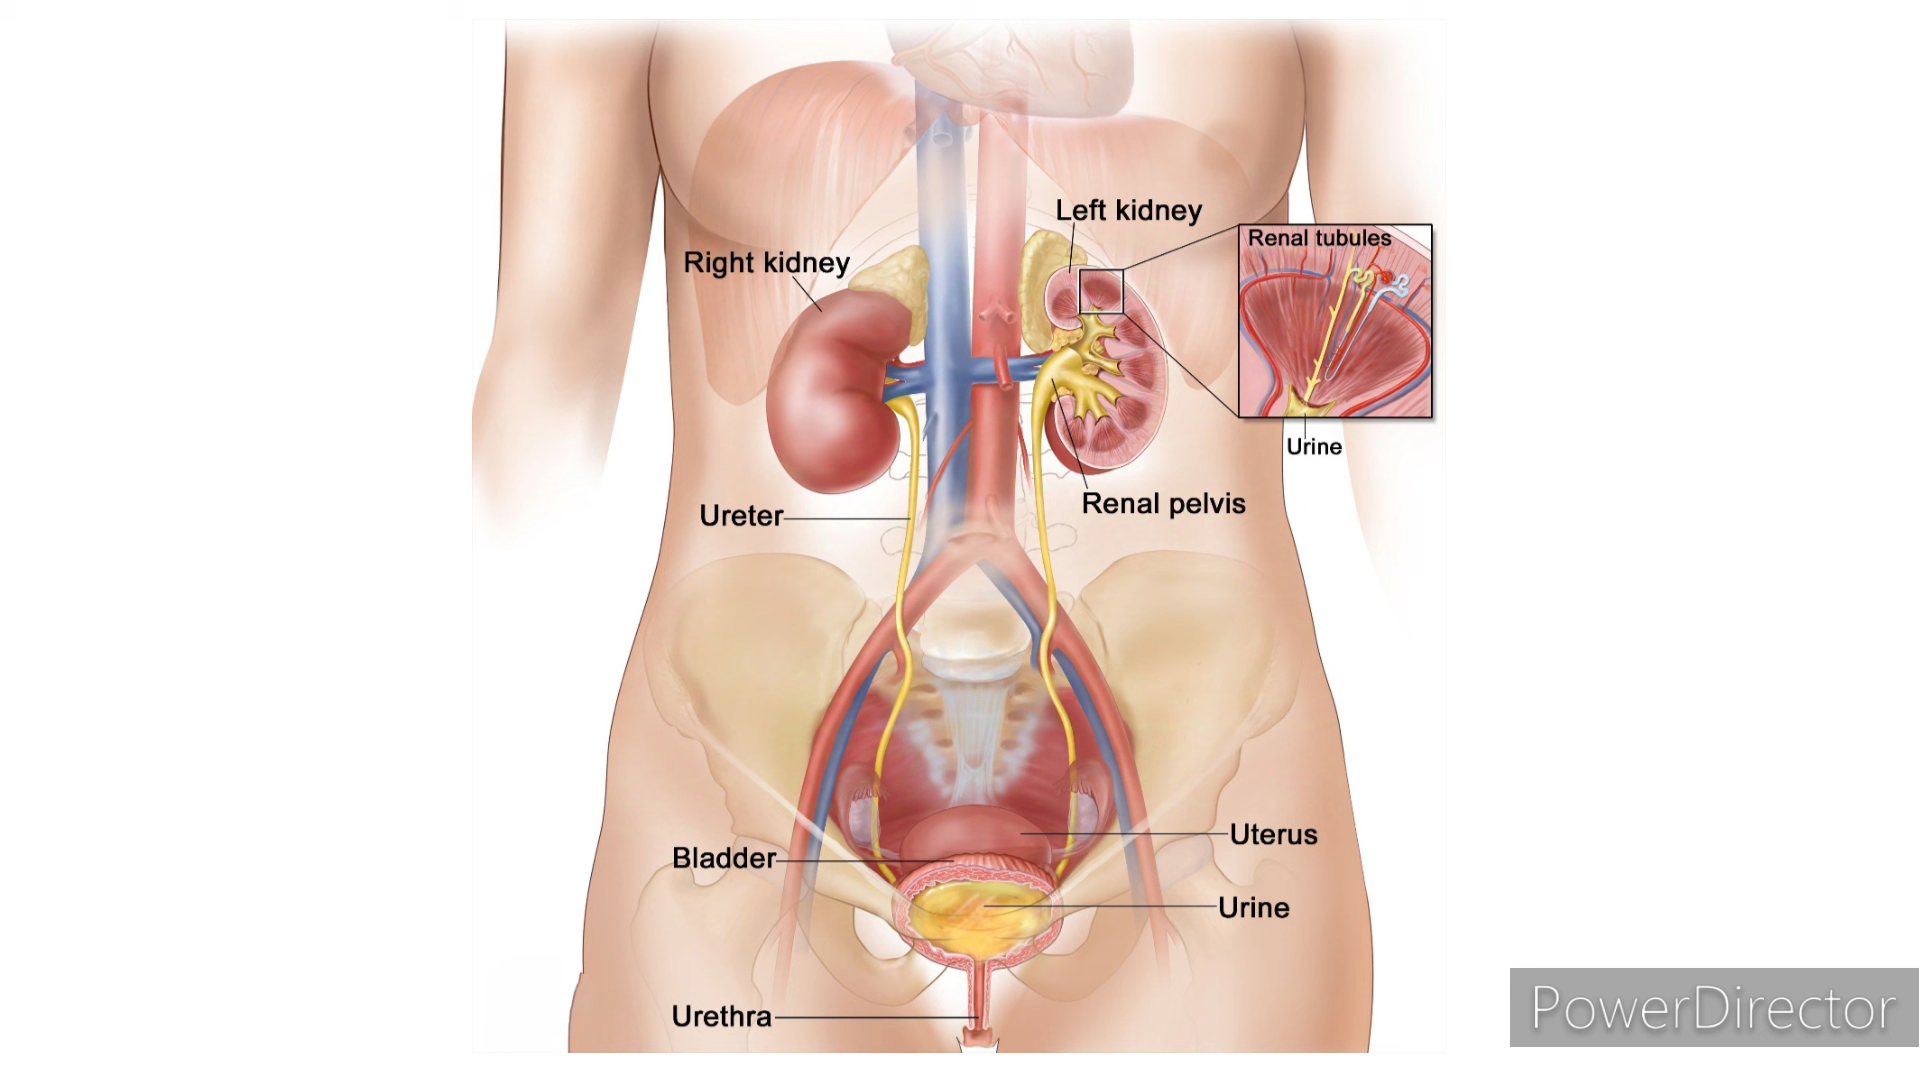 Left kidney
Renal tubules
Right kidney
Urine
Renal pelvis
Ureter
Uterus
Bladder
Urine
Urethra
PowerDirector